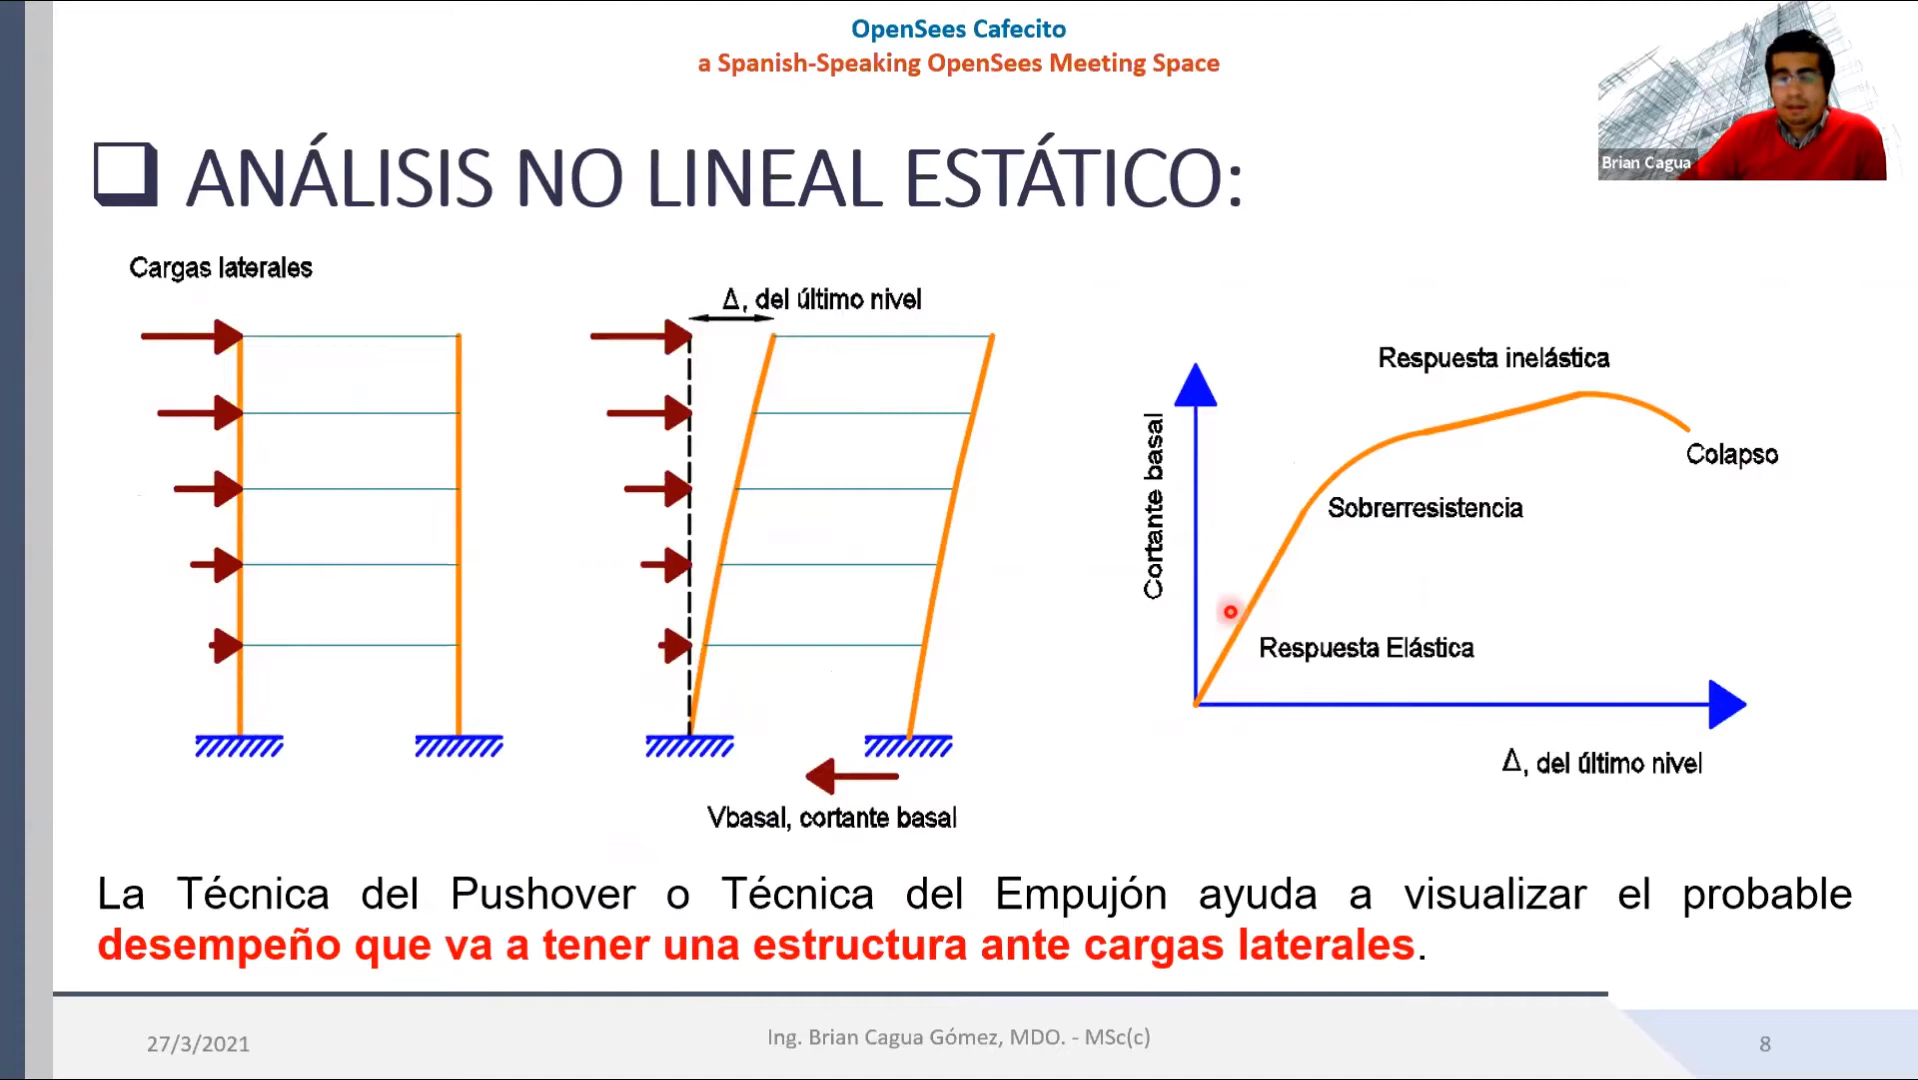 OpenSees Cafecito
a Spanish-Speaking OpenSees Meeting Space
Brian Cagua
ANÁLISIS NO LINEAL ESTÁTICO:
Cargas laterales
Δ, del último nivel
Vbasal, cortante basal
Cortante basal
Respuesta inelástica
Colapso
Sobrerresistencia
Respuesta Elástica
Δ, del último nivel
La Técnica del Pushover o Técnica del Empujón ayuda a visualizar el probable
desempeño que va a tener una estructura ante cargas laterales.
27/3/2021
Ing. Brian Cagua Gómez, MDO. - MSc(c)
8